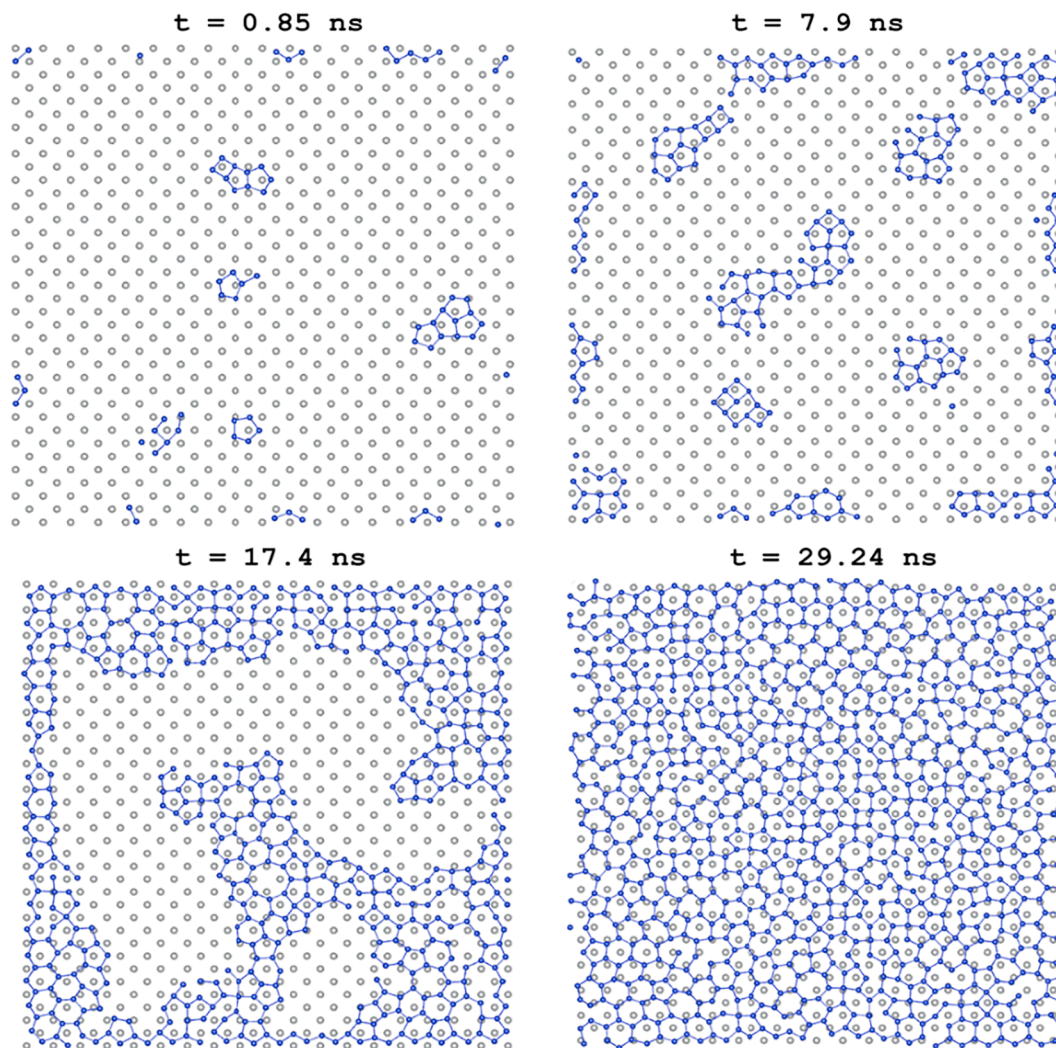 t = 0.85 ns
t = 7.9 ns
t = 17.4 ns
t = 29.24 ns